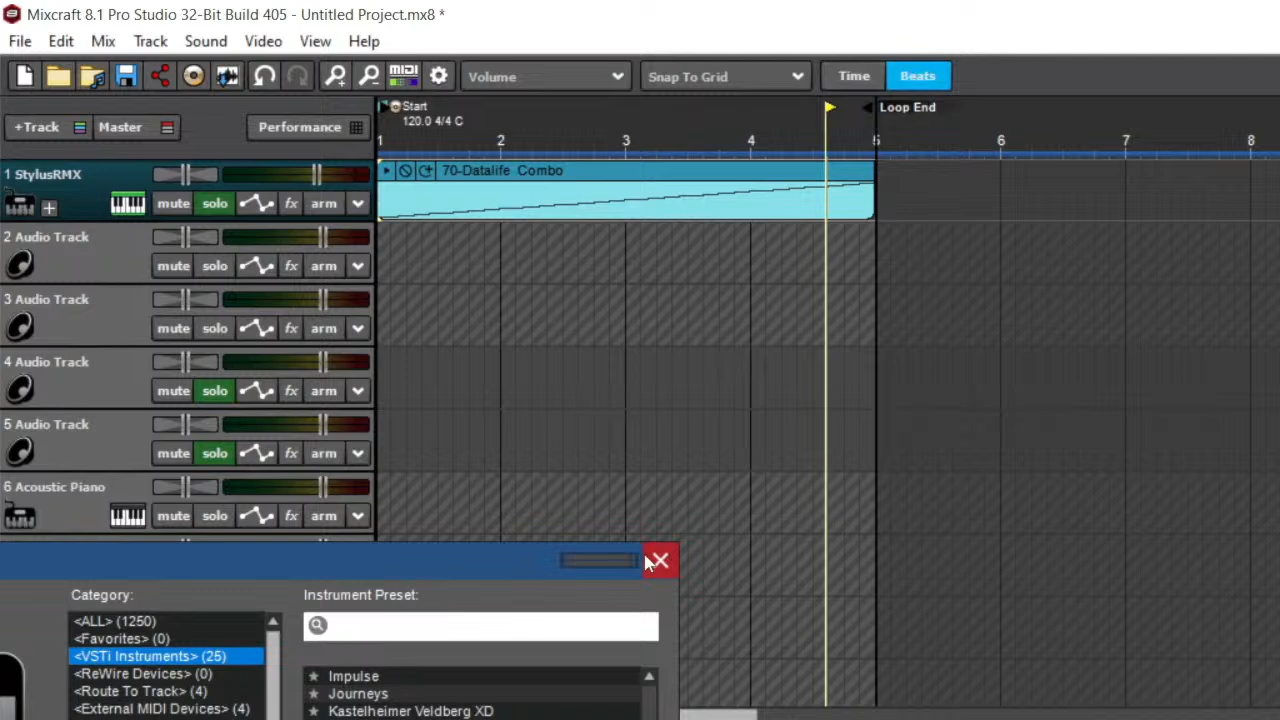 Mixcraft 8.1 Pro Studio 32-Bit Build 405 - Untitled Project.mx8 *
File Edit Mix Track Sound Video View Help
MIDI Volume Snap To Grid Time Beats
+Track Master Performance
Start
120.0 4/4 C
Loop End
1 2 3 4 5 6 7 8
1 StylusRMX
mute solo fx arm
70-Datalife Combo
2 Audio Track
mute solo fx arm
3 Audio Track
mute solo fx arm
4 Audio Track
mute solo fx arm
5 Audio Track
mute solo fx arm
6 Acoustic Piano
mute solo fx arm
Category:
<ALL> (1250)
<Favorites> (0)
<VSTi Instruments> (25)
<ReWire Devices> (0)
<Route To Track> (4)
<External MIDI Devices> (4)
Instrument Preset:
Impulse
Journeys
Kastelheimer Veldberg XD